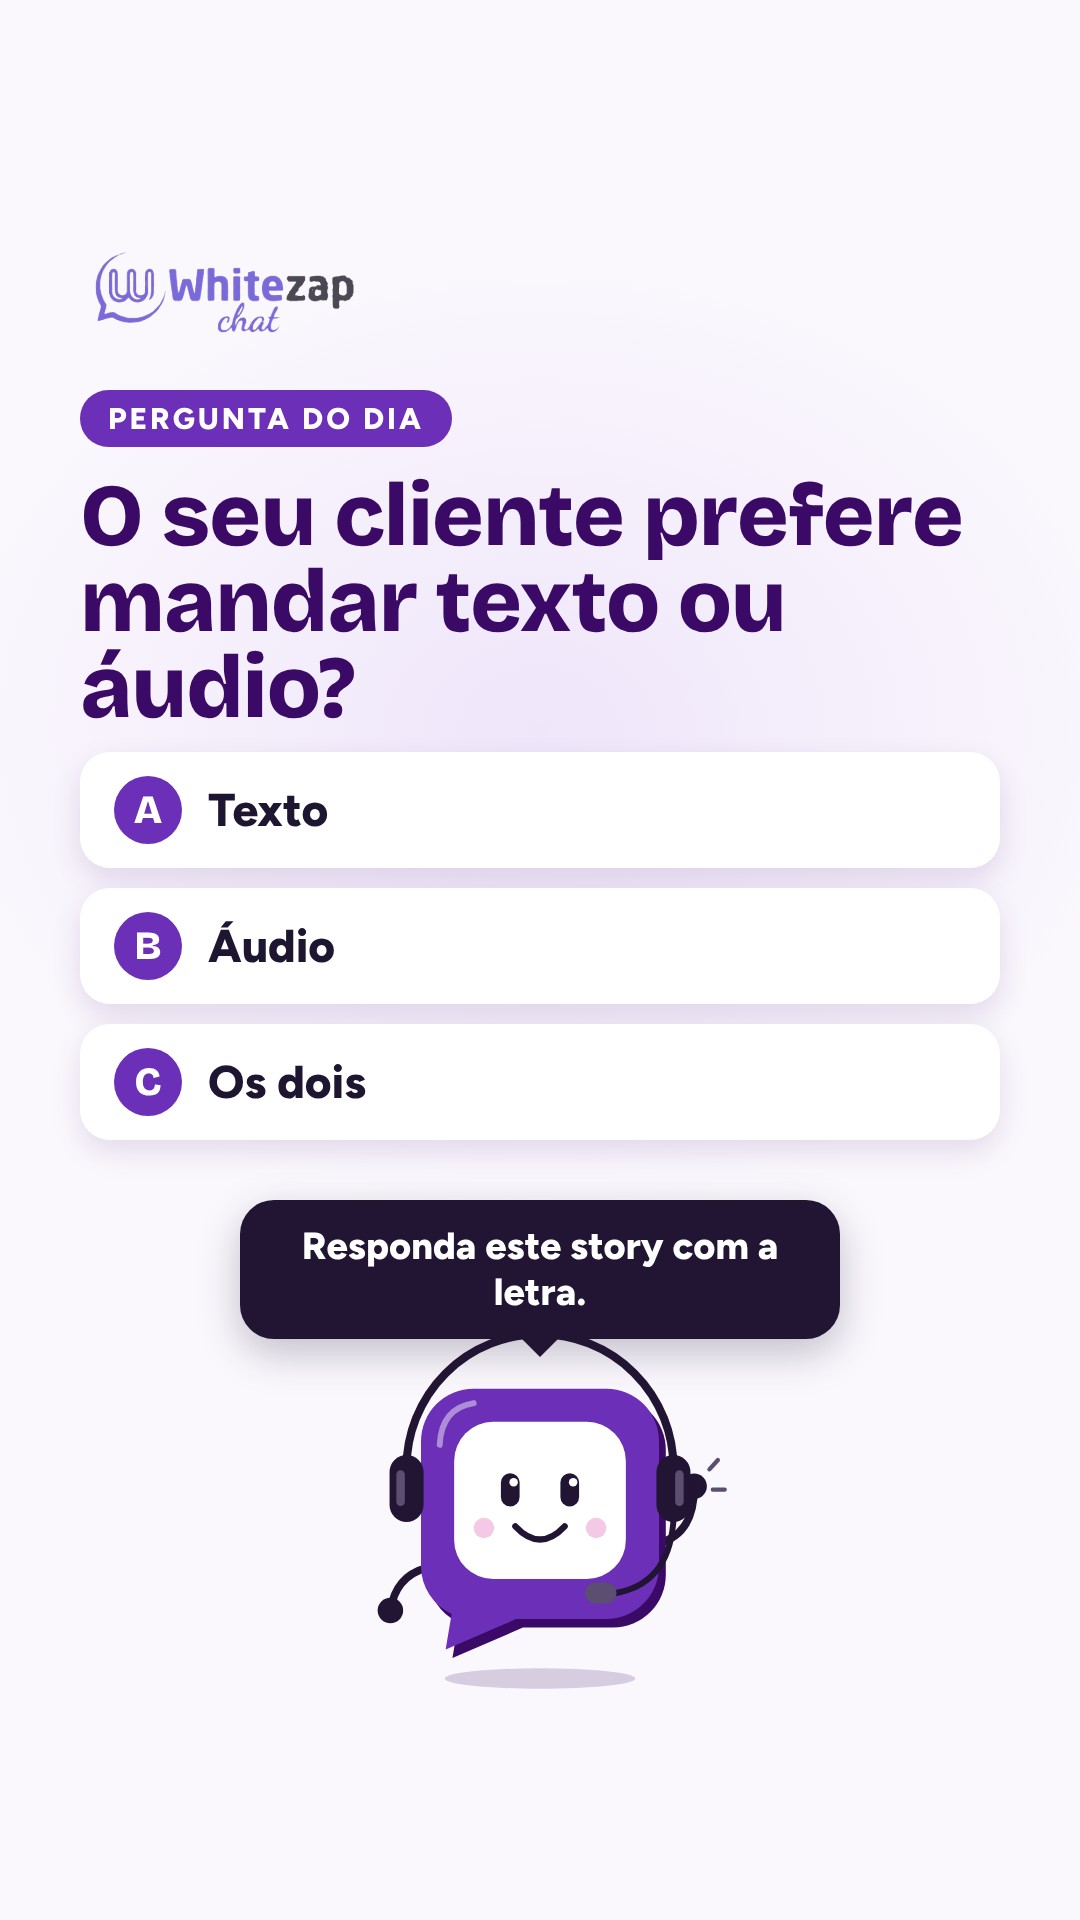 Whitezap
chat
PERGUNTA DO DIA
O seu cliente prefere
mandar texto ou
áudio?
A Texto
B Áudio
C Os dois
Responda este story com a
letra.